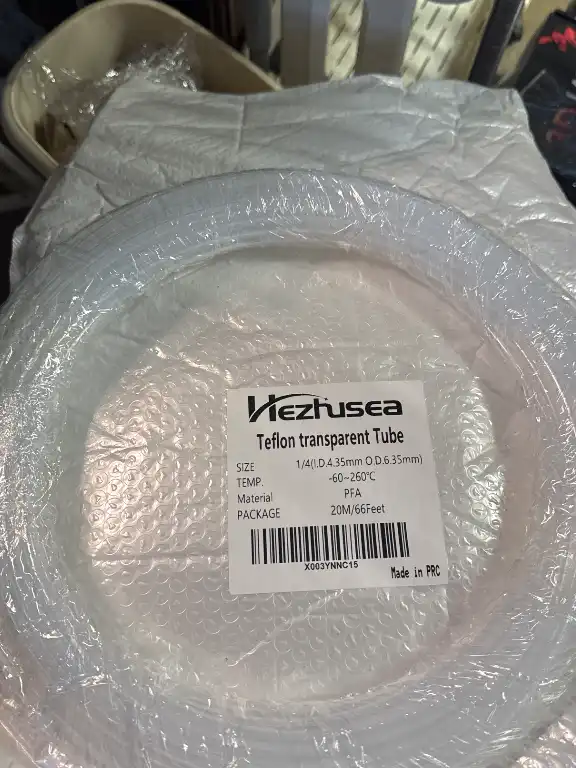 Hezhusea
Teflon transparent Tube
SIZE 1/4(I.D.4.35mm O.D.6.35mm)
TEMP. -60~260℃
Material PFA
PACKAGE 20M/66Feet
X003YNNC15
Made in PRC